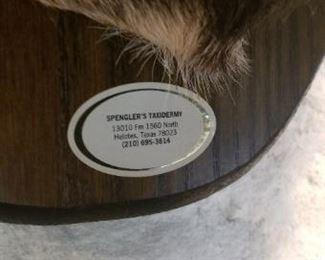 SPENGLER'S TAXIDERMY
13010 Fm 1560 North
Helotes, Texas 78023
(210) 695-3614